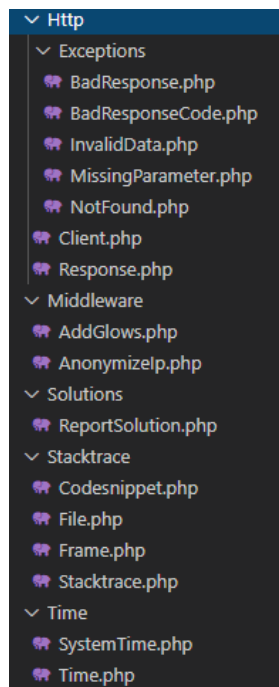 Http
Exceptions
BadResponse.php
BadResponseCode.php
InvalidData.php
MissingParameter.php
NotFound.php
Client.php
Response.php
Middleware
AddGlows.php
AnonymizeIp.php
Solutions
ReportSolution.php
Stacktrace
Codesnippet.php
File.php
Frame.php
Stacktrace.php
Time
SystemTime.php
Time.php